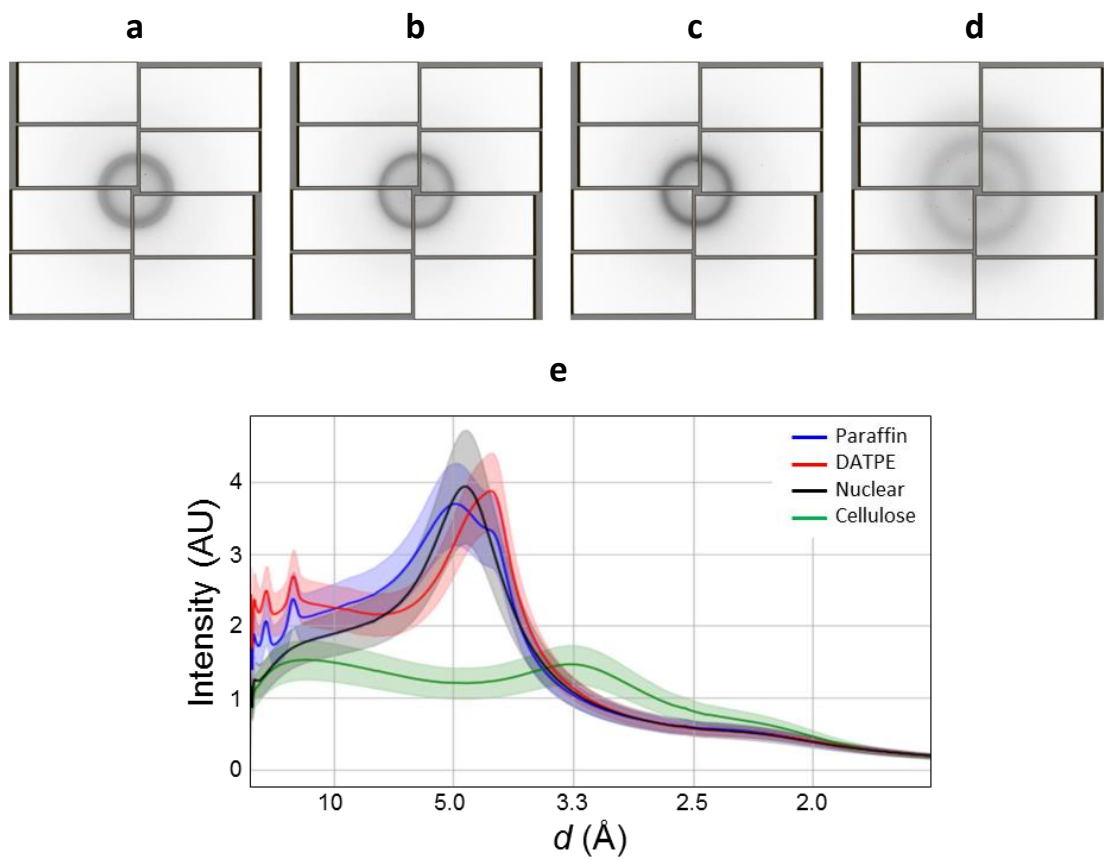 a b c d
e
Paraffin
DATPE
Nuclear
Cellulose
Intensity (AU)
4
3
2
1
0
10 5.0 3.3 2.5 2.0
d (Å)